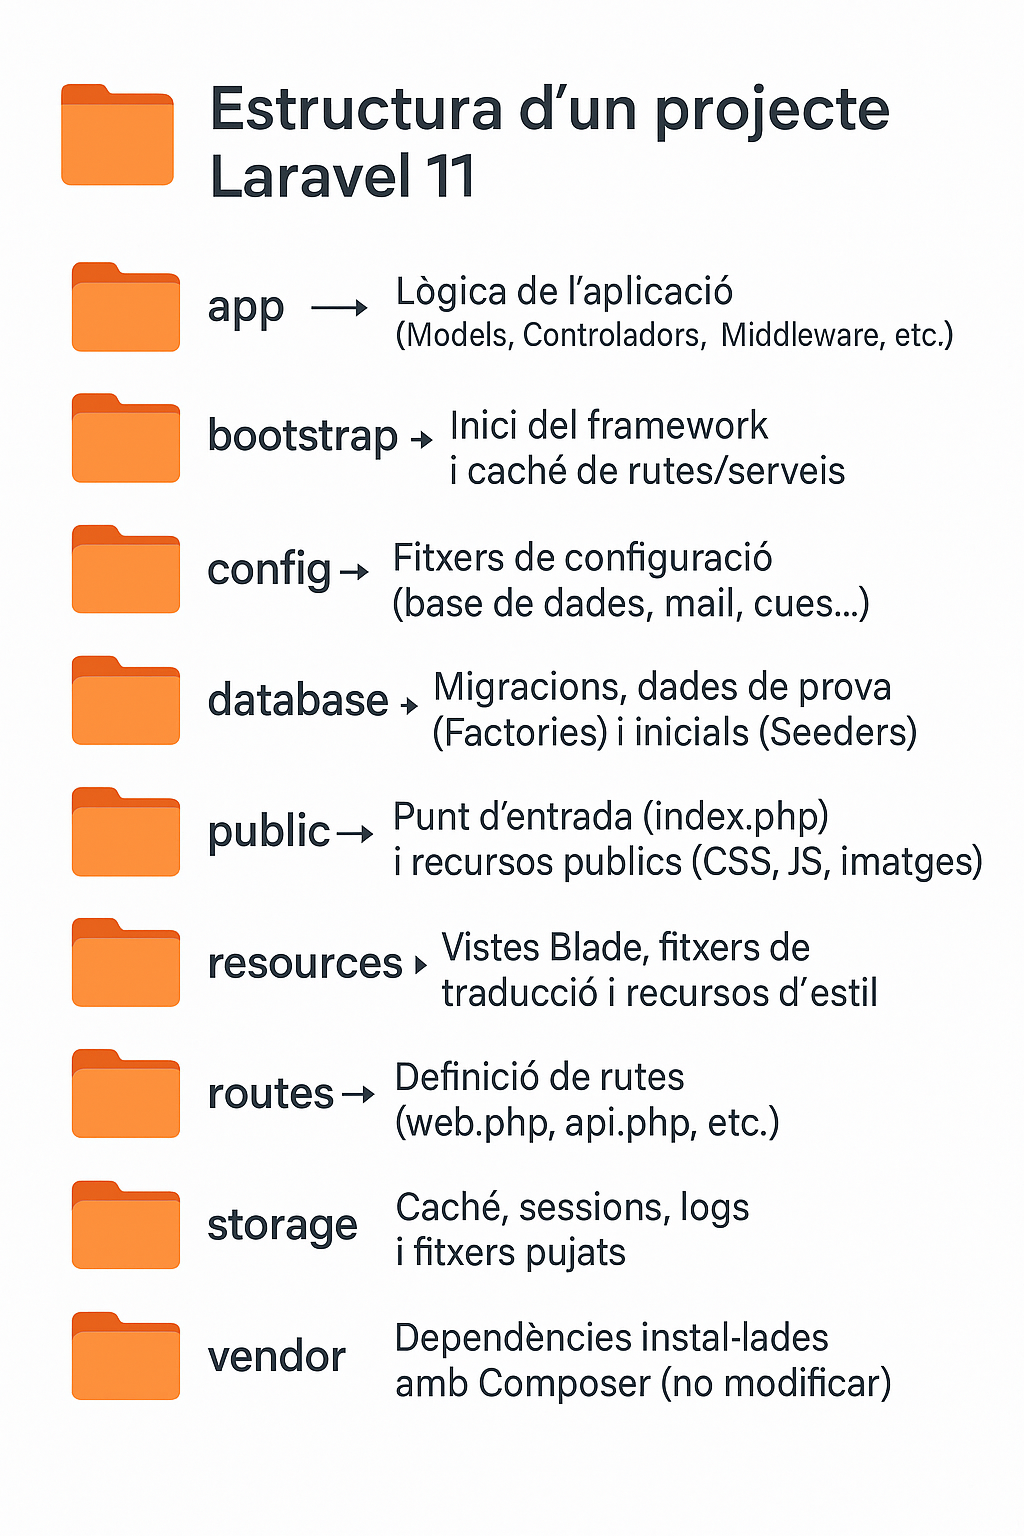 Estructura d’un projecte
Laravel 11
app → Lògica de l’aplicació
(Models, Controladors, Middleware, etc.)
bootstrap → Inici del framework
i caché de rutes/serveis
config → Fitxers de configuració
(base de dades, mail, cues...)
database → Migracions, dades de prova
(Factories) i inicials (Seeders)
public → Punt d’entrada (index.php)
i recursos publics (CSS, JS, imatges)
resources ▸ Vistes Blade, fitxers de
traducció i recursos d’estil
routes → Definició de rutes
(web.php, api.php, etc.)
storage Caché, sessions, logs
i fitxers pujats
vendor Dependències instal-lades
amb Composer (no modificar)